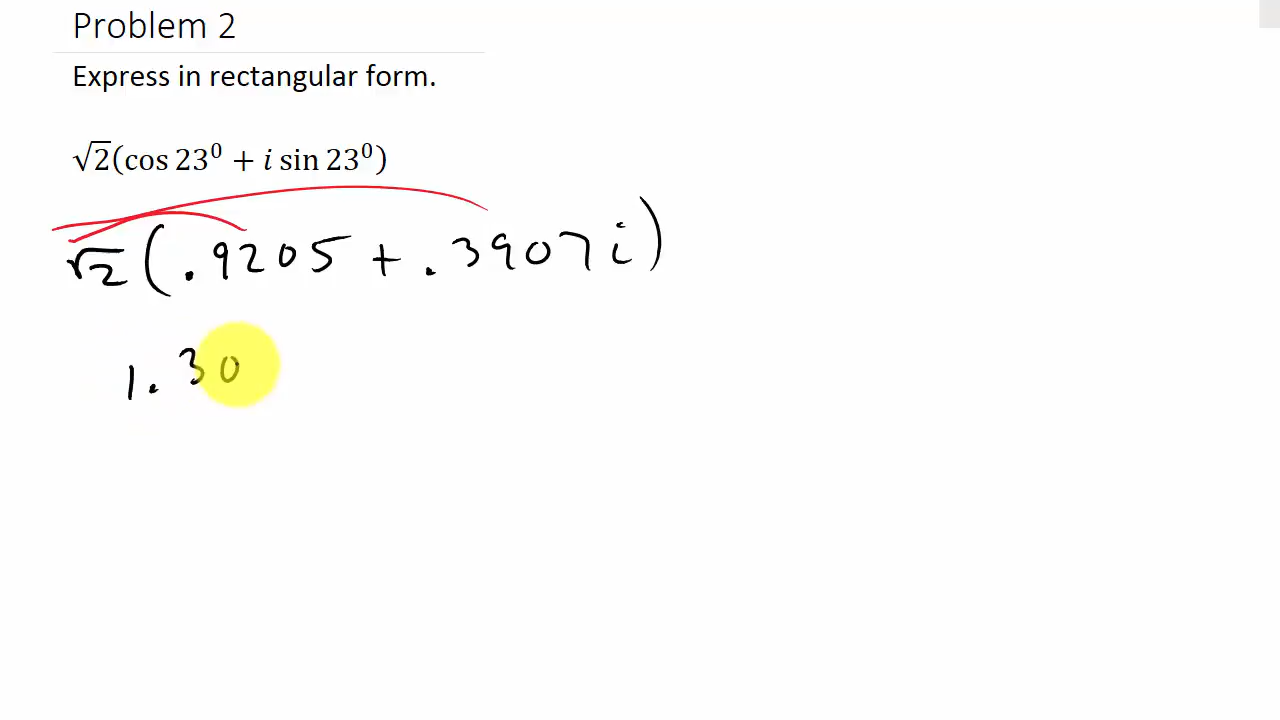 Problem 2
Express in rectangular form.
√2(cos 23⁰ + i sin 23⁰)
√2(.9205 + .3907i)
1.30